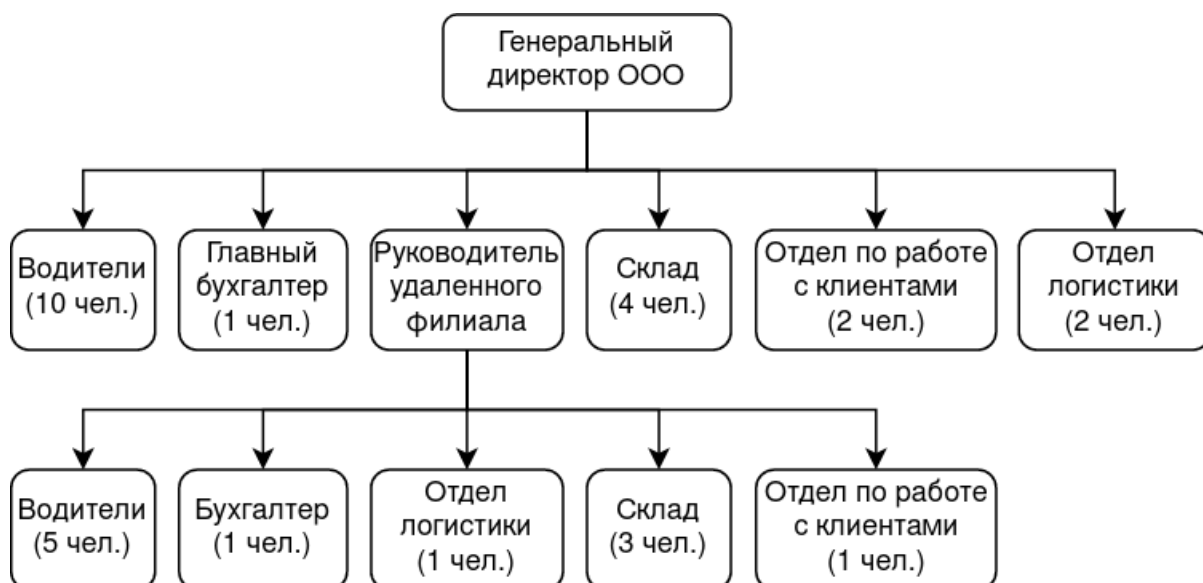 Генеральный
директор ООО
Водители
(10 чел.)
Главный
бухгалтер
(1 чел.)
Руководитель
удаленного
филиала
Склад
(4 чел.)
Отдел по работе
с клиентами
(2 чел.)
Отдел
логистики
(2 чел.)
Водители
(5 чел.)
Бухгалтер
(1 чел.)
Отдел
логистики
(1 чел.)
Склад
(3 чел.)
Отдел по работе
с клиентами
(1 чел.)